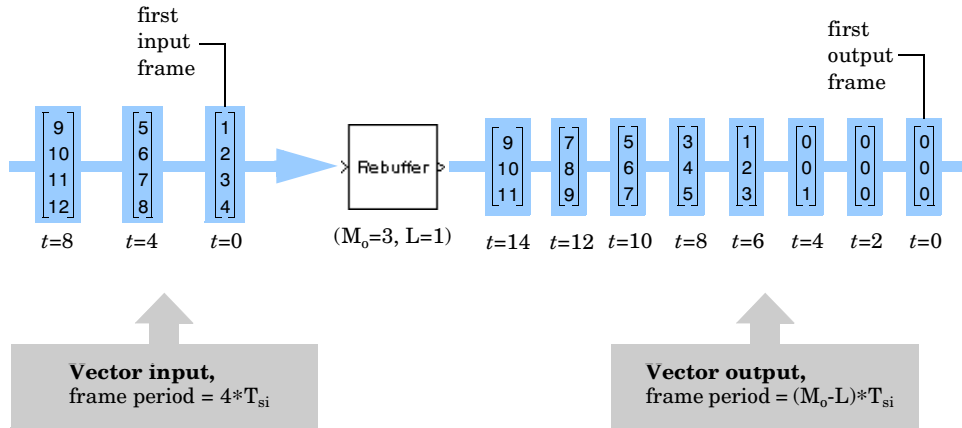 first
input
frame
first
output
frame
9
10
11
12
5
6
7
8
1
2
3
4
Rebuffer
9
10
11
7
8
9
5
6
7
3
4
5
1
2
3
0
0
1
0
0
0
0
0
0
t=8
t=4
t=0
(Mo=3, L=1)
t=14
t=12
t=10
t=8
t=6
t=4
t=2
t=0
Vector input,
frame period = 4*Tsi
Vector output,
frame period = (Mo-L)*Tsi